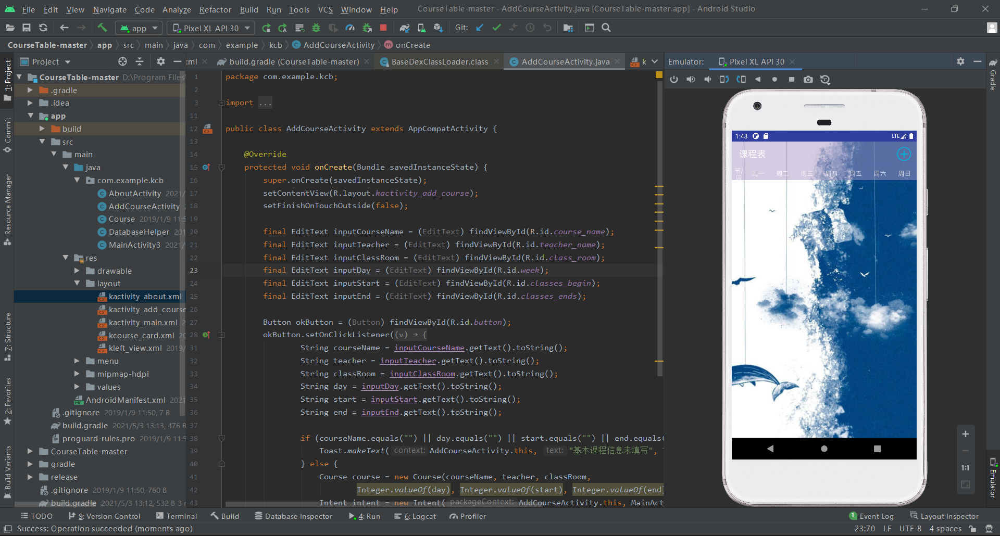 File Edit View Navigate Code Analyze Refactor Build Run Tools VCS Window Help CourseTable-master - AddCourseActivity.java [CourseTable-master.app] - Android Studio
app Pixel XL API 30 Git:
CourseTable-master app src main java com example kcb AddCourseActivity onCreate
Project
xml build.gradle (CourseTable-master) BaseDexClassLoader.class AddCourseActivity.java k
Emulator: Pixel XL API 30
1: Project
Commit
Resource Manager
Z: Structure
2: Favorites
Build Variants
CourseTable-master D:\Program Files
.gradle
.idea
app
build
src
main
java
com.example.kcb
AboutActivity 2021/
AddCourseActivity
Course 2019/1/9 11:5
DatabaseHelper 201
MainActivity3 2021/
res
drawable
layout
kactivity_about.xml
kactivity_add_course
kactivity_main.xml 2
kcourse_card.xml 2
kleft_view.xml 2019/
menu
mipmap-hdpi
values
AndroidManifest.xml 2021
.gitignore 2019/1/9 11:50, 7 B
build.gradle 2021/5/3 13:13, 476 B
proguard-rules.pro 2019/1/9 11:5
CourseTable-master
gradle
release
.gitignore 2019/1/9 11:50, 760 B
build.gradle 2021/5/3 13:12, 532 B 3 m
1 package com.example.kcb;
2
3 import ...
11
12 public class AddCourseActivity extends AppCompatActivity {
13
14 @Override
15 protected void onCreate(Bundle savedInstanceState) {
16 super.onCreate(savedInstanceState);
17 setContentView(R.layout.kactivity_add_course);
18 setFinishOnTouchOutside(false);
19
20 final EditText inputCourseName = (EditText) findViewById(R.id.course_name);
21 final EditText inputTeacher = (EditText) findViewById(R.id.teacher_name);
22 final EditText inputClassRoom = (EditText) findViewById(R.id.class_room);
23 final EditText inputDay = (EditText) findViewById(R.id.week);
24 final EditText inputStart = (EditText) findViewById(R.id.classes_begin);
25 final EditText inputEnd = (EditText) findViewById(R.id.classes_ends);
26
27 Button okButton = (Button) findViewById(R.id.button);
28 okButton.setOnClickListener((v) → {
31 String courseName = inputCourseName.getText().toString();
32 String teacher = inputTeacher.getText().toString();
33 String classRoom = inputClassRoom.getText().toString();
34 String day = inputDay.getText().toString();
35 String start = inputStart.getText().toString();
36 String end = inputEnd.getText().toString();
37
38 if (courseName.equals("") || day.equals("") || start.equals("") || end.equals(
39 Toast.makeText( context: AddCourseActivity.this, text: "基本课程信息未填写",
40 } else {
41 Course course = new Course(courseName, teacher, classRoom,
42 Integer.valueOf(day), Integer.valueOf(start), Integer.valueOf(end)
43 Intent intent = new Intent( packageContext: AddCourseActivity.this, MainAct
1:43 LTE
课程表
节/周 周一 周二 周三 周四 周五 周六 周日
1:1
Gradle
Emulator
TODO 9: Version Control Terminal Build Database Inspector 4: Run 6: Logcat Profiler 1 Event Log Layout Inspector
Success: Operation succeeded (moments ago) 23:70 LF UTF-8 4 spaces